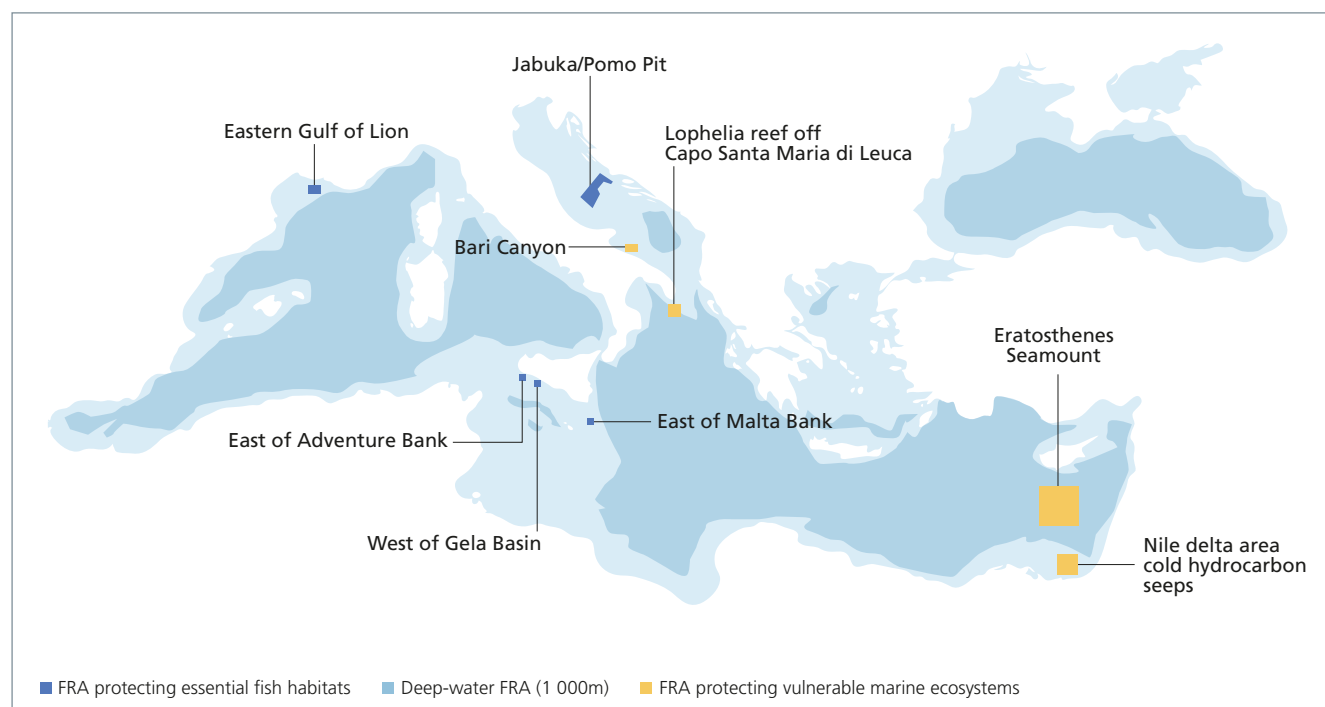 Jabuka/Pomo Pit
Eastern Gulf of Lion
Lophelia reef off
Capo Santa Maria di Leuca
Bari Canyon
Eratosthenes
Seamount
East of Malta Bank
East of Adventure Bank
West of Gela Basin
Nile delta area
cold hydrocarbon
seeps
FRA protecting essential fish habitats
Deep-water FRA (1 000m)
FRA protecting vulnerable marine ecosystems